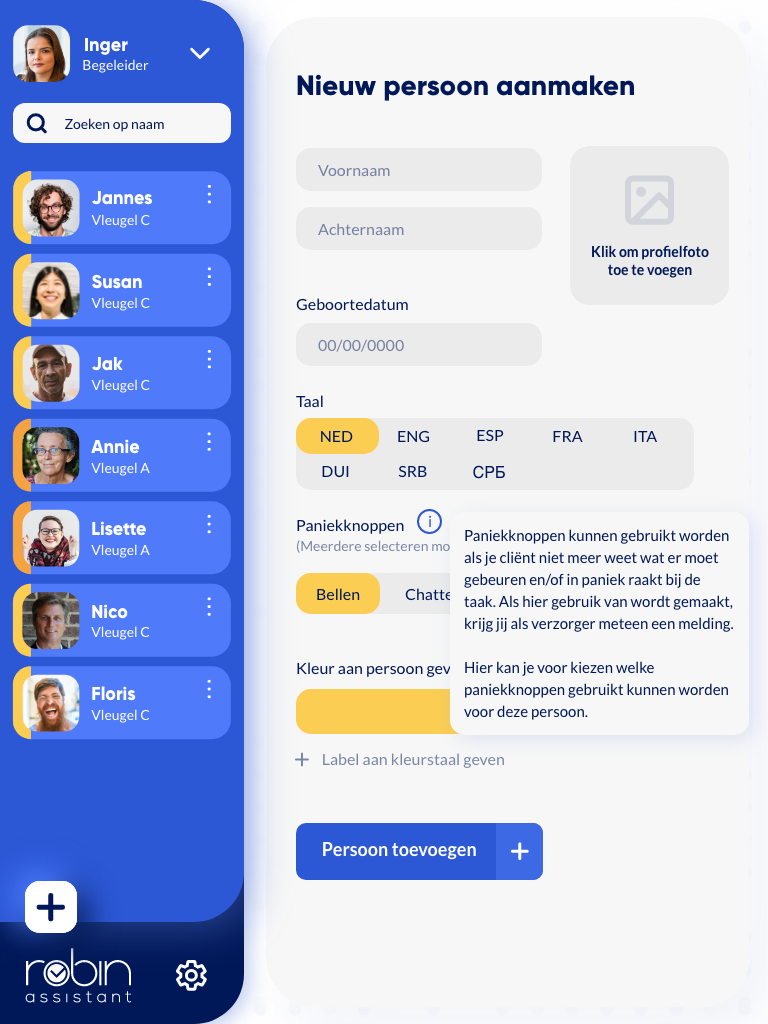 Inger
Begeleider
Zoeken op naam
Jannes
Vleugel C
Susan
Vleugel C
Jak
Vleugel C
Annie
Vleugel A
Lisette
Vleugel A
Nico
Vleugel C
Floris
Vleugel C
robin
assistant
Nieuw persoon aanmaken
Voornaam
Achternaam
Klik om profielfoto
toe te voegen
Geboortedatum
00/00/0000
Taal
NED ENG ESP FRA ITA
DUI SRB СРБ
Paniekknoppen i
(Meerdere selecteren mo
Bellen Chatte
Paniekknoppen kunnen gebruikt worden
als je cliënt niet meer weet wat er moet
gebeuren en/of in paniek raakt bij de
taak. Als hier gebruik van wordt gemaakt,
krijg jij als verzorger meteen een melding.
Hier kan je voor kiezen welke
paniekknoppen gebruikt kunnen worden
voor deze persoon.
Kleur aan persoon gev
+ Label aan kleurstaal geven
Persoon toevoegen +